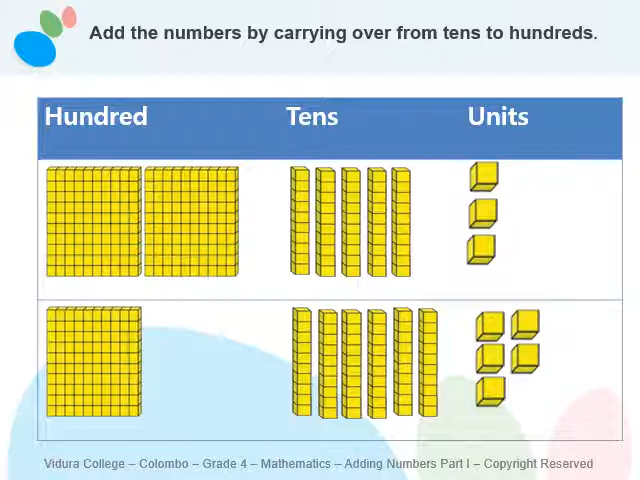 Add the numbers by carrying over from tens to hundreds.
Hundred Tens Units
Vidura College – Colombo – Grade 4 – Mathematics – Adding Numbers Part I – Copyright Reserved